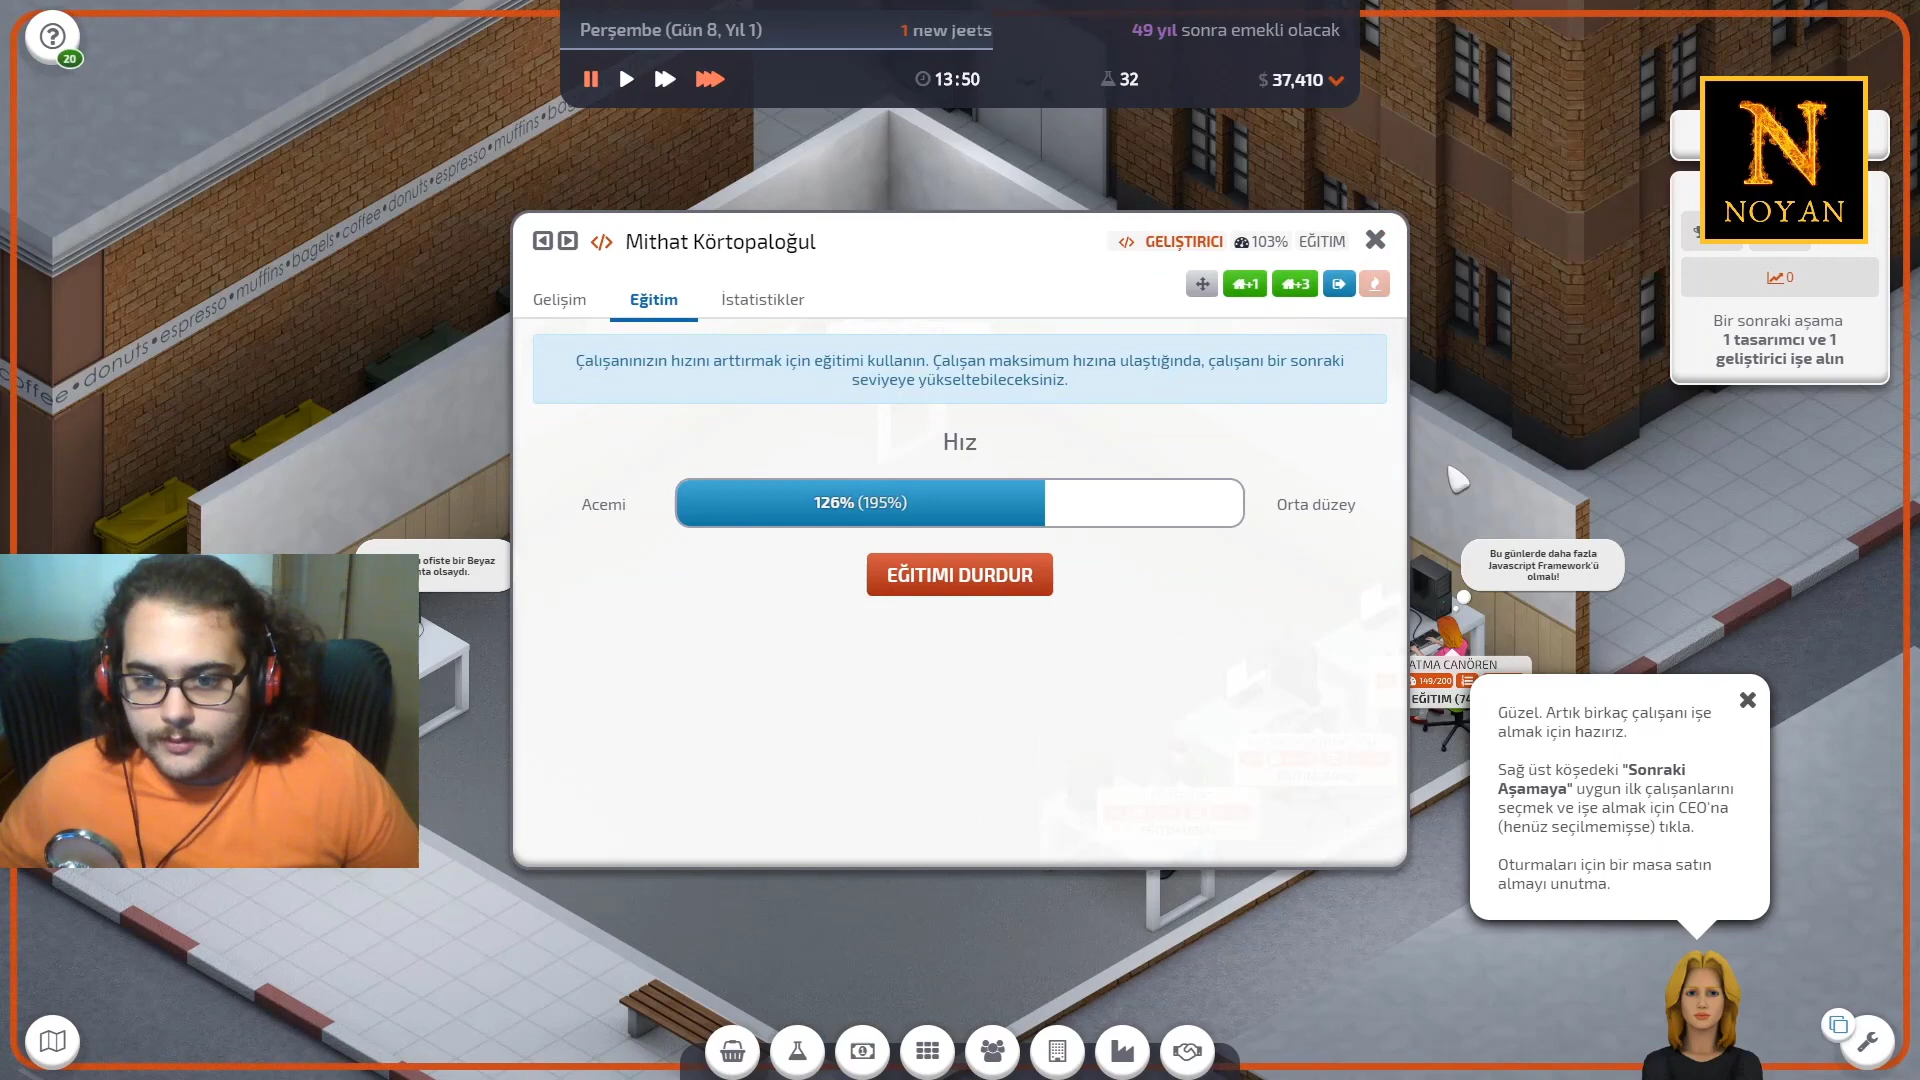 20
Perşembe (Gün 8, Yıl 1)
1 new jeets
49 yıl sonra emekli olacak
13:50
32
$ 37,410
donuts • espresso • muffins • bagels • coffee • donuts • espresso • muffins
coffee
N
NOYAN
0
Bir sonraki aşama
1 tasarımcı ve 1
geliştirici işe alın
</> Mithat Körtopaloğul
</> GELİŞTIRICI 103% EĞITIM
+1
+3
Gelişim
Eğitim
İstatistikler
Çalışanınızın hızını arttırmak için eğitimi kullanın. Çalışan maksimum hızına ulaştığında, çalışanı bir sonraki
seviyeye yükseltebileceksiniz.
Hız
Acemi
126% (195%)
Orta düzey
EĞITIMI DURDUR
ofiste bir Beyaz
olsaydı.
Bu günlerde daha fazla
Javascript Framework'ü
olmalı!
ATMA CANÖREN
149/200
EĞITIM (74
Güzel. Artık birkaç çalışanı işe
almak için hazırız.
Sağ üst köşedeki "Sonraki
Aşamaya" uygun ilk çalışanlarını
seçmek ve işe almak için CEO'na
(henüz seçilmemişse) tıkla.
Oturmaları için bir masa satın
almayı unutma.